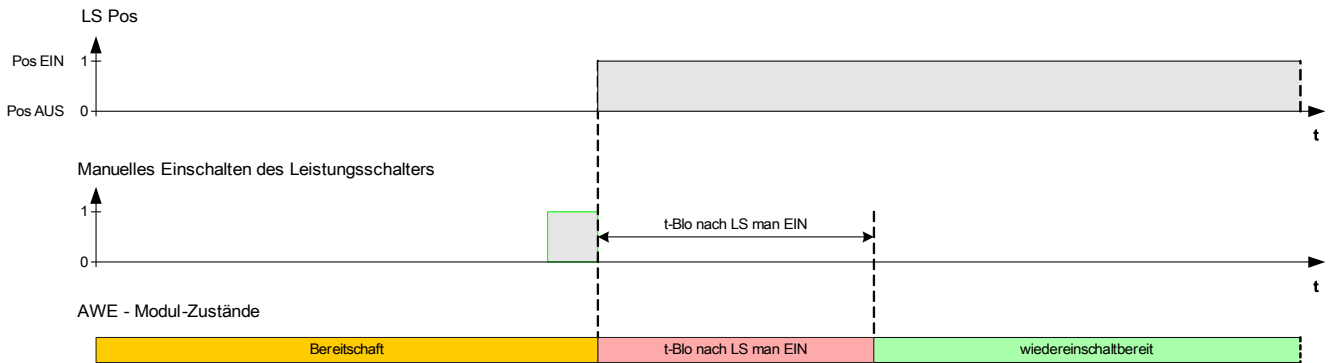 LS Pos
Pos EIN 1
Pos AUS 0
t
Manuelles Einschalten des Leistungsschalters
1
t-Blo nach LS man EIN
0
t
AWE - Modul-Zustände
Bereitschaft t-Blo nach LS man EIN wiedereinschaltbereit